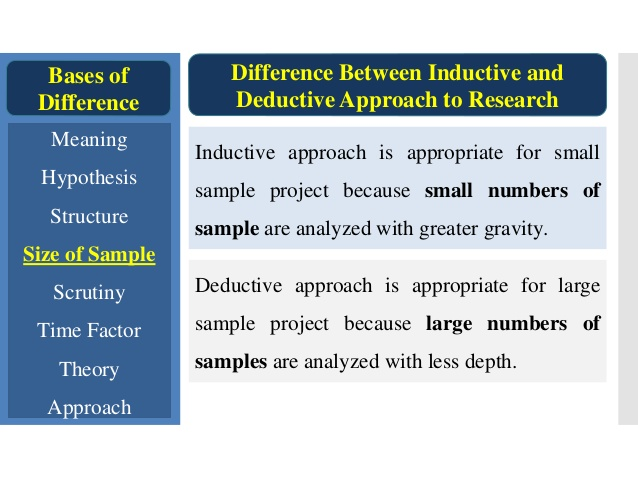 Bases of
Difference
Meaning
Hypothesis
Structure
Size of Sample
Scrutiny
Time Factor
Theory
Approach
Difference Between Inductive and
Deductive Approach to Research
Inductive approach is appropriate for small
sample project because small numbers of
sample are analyzed with greater gravity.
Deductive approach is appropriate for large
sample project because large numbers of
samples are analyzed with less depth.